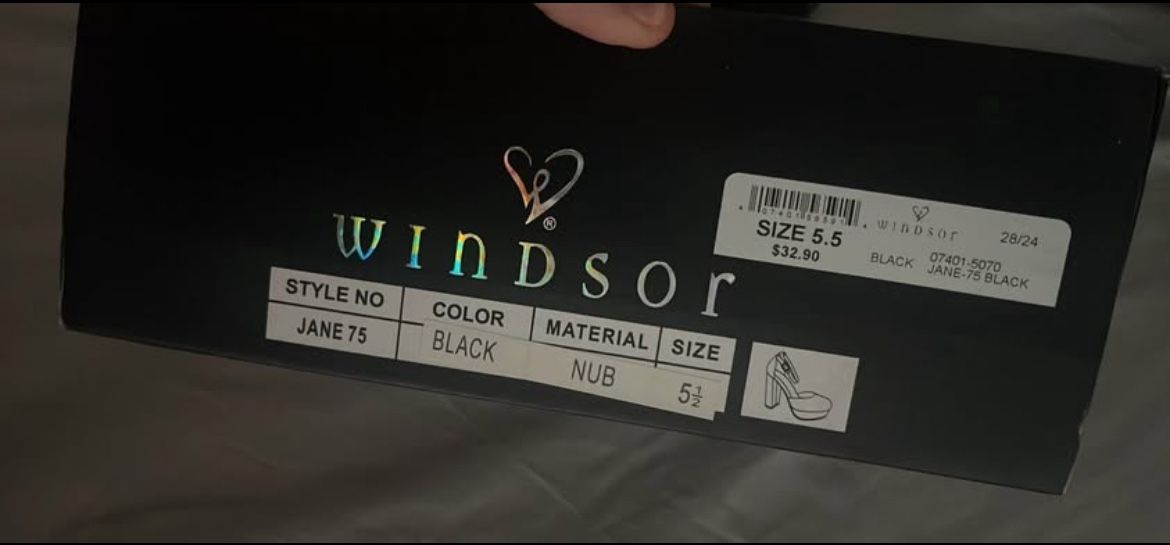 ®
WINDSOR
STYLE NO COLOR MATERIAL SIZE
JANE 75 BLACK NUB 5½
WINDSOR 28/24
SIZE 5.5
$32.90
BLACK 07401-5070
JANE-75 BLACK